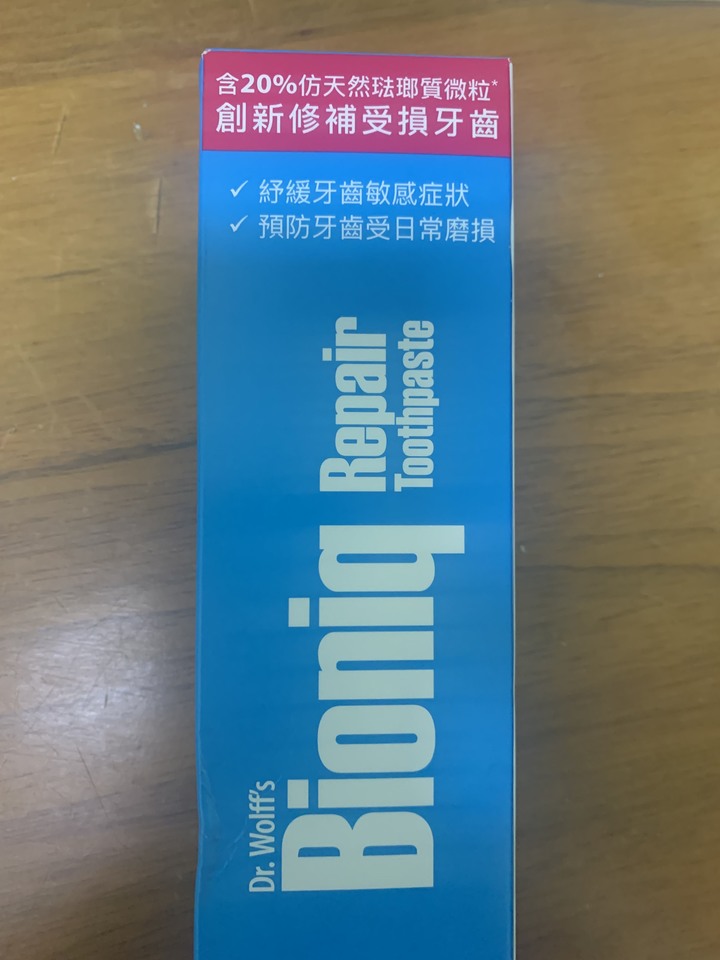 含20%仿天然琺瑯質微粒*
創新修補受損牙齒
✓ 紓緩牙齒敏感症狀
✓ 預防牙齒受日常磨損
Dr. Wolff's
Bioniq
Repair
Toothpaste